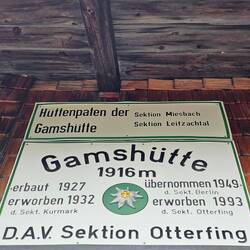 Hüttenpaten der Sektion Miesbach
Gamshütte Sektion Leitzachtal
Gamshütte
1916m
erbaut 1927 übernommen 1949
d. Sekt. Berlin
erworben 1932 erworben 1993
d. Sekt. Kurmark d. Sekt. Otterfing
D.A.V. Sektion Otterfing